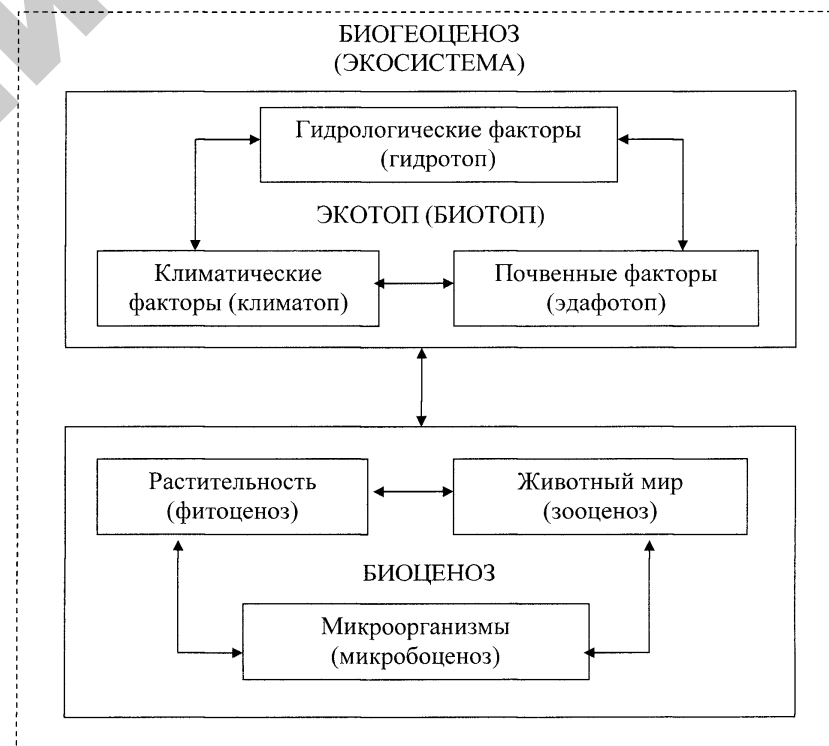 БИОГЕОЦЕНОЗ
(ЭКОСИСТЕМА)
Гидрологические факторы
(гидротоп)
ЭКОТОП (БИОТОП)
Климатические
факторы (климатоп)
Почвенные факторы
(эдафотоп)
Растительность
(фитоценоз)
Животный мир
(зооценоз)
БИОЦЕНОЗ
Микроорганизмы
(микробоценоз)